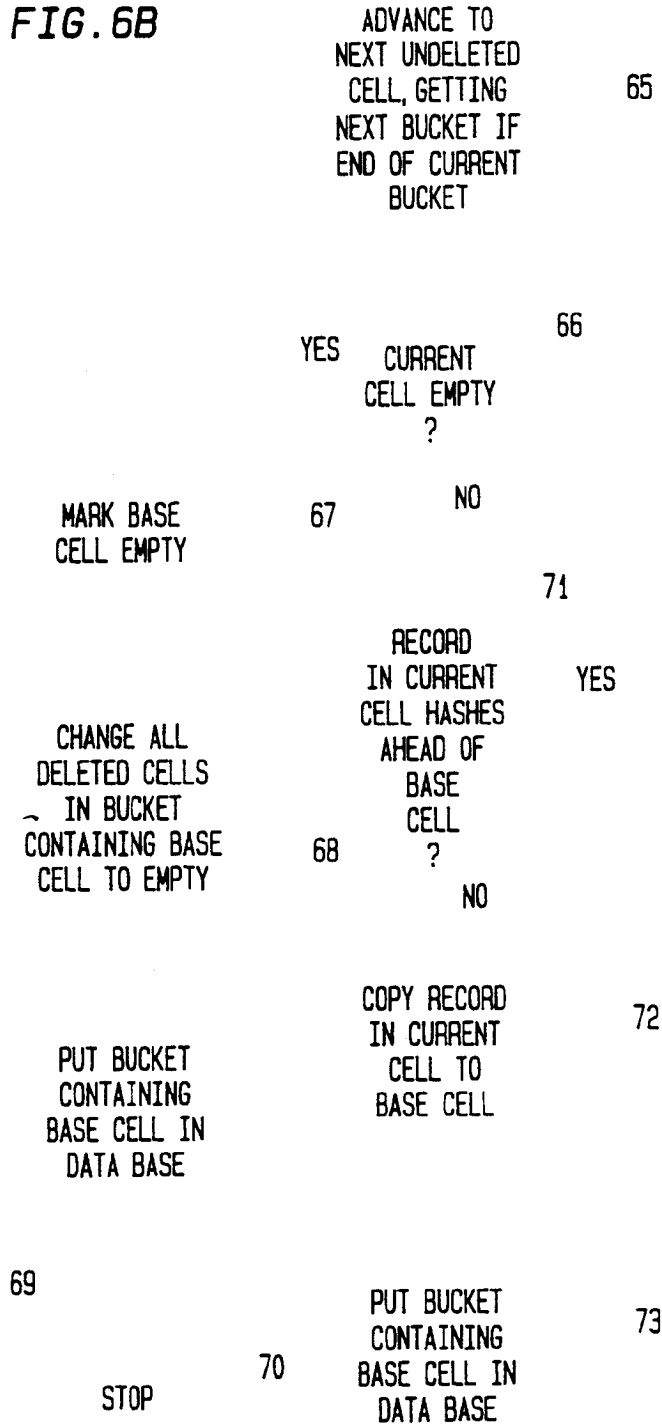 FIG.6B
ADVANCE TO
NEXT UNDELETED
CELL, GETTING
NEXT BUCKET IF
END OF CURRENT
BUCKET
65
66
YES
CURRENT
CELL EMPTY
?
NO
MARK BASE
CELL EMPTY
67
71
RECORD
IN CURRENT
CELL HASHES
AHEAD OF
BASE
CELL
?
YES
NO
CHANGE ALL
DELETED CELLS
IN BUCKET
CONTAINING BASE
CELL TO EMPTY
68
COPY RECORD
IN CURRENT
CELL TO
BASE CELL
72
PUT BUCKET
CONTAINING
BASE CELL IN
DATA BASE
69
PUT BUCKET
CONTAINING
BASE CELL IN
DATA BASE
73
70
STOP